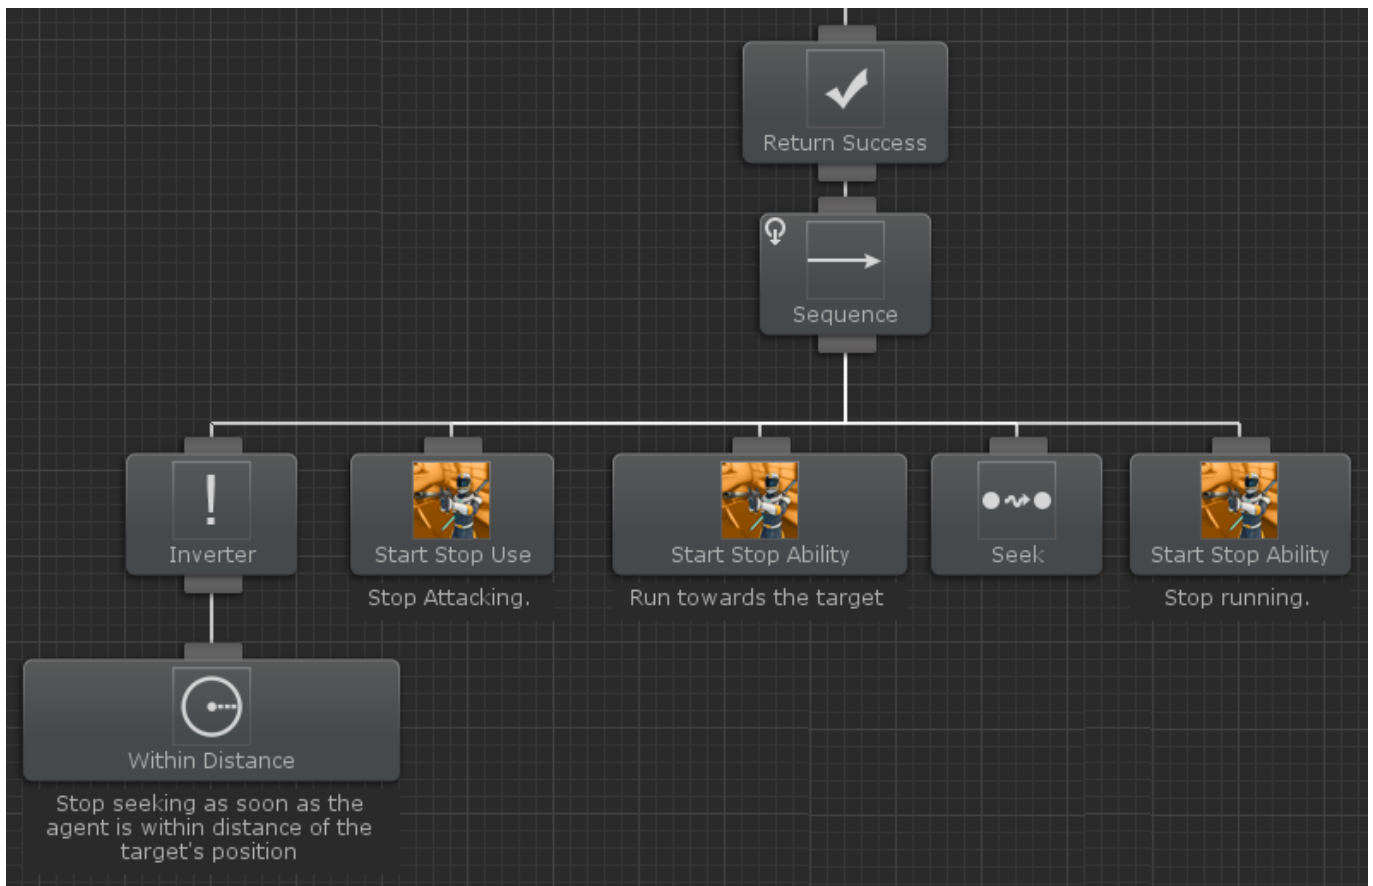 Return Success
Sequence
Inverter
Start Stop Use
Start Stop Ability
Seek
Start Stop Ability
Stop Attacking.
Run towards the target
Stop running.
Within Distance
Stop seeking as soon as the
agent is within distance of the
target's position